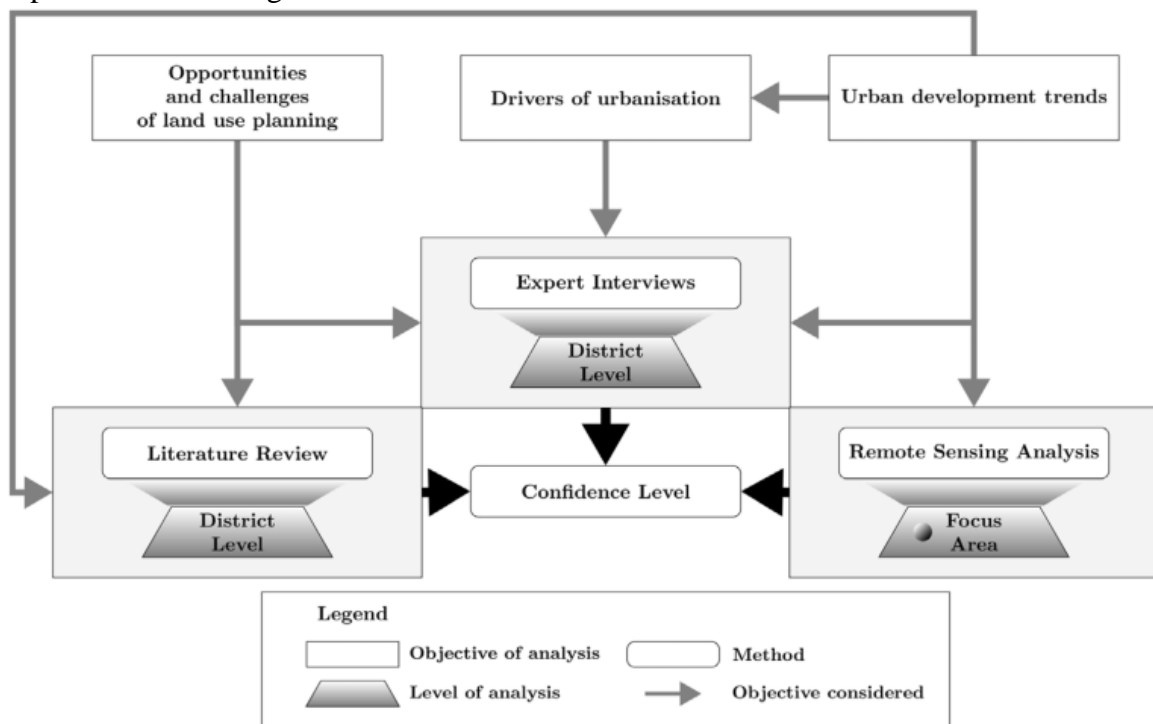 Opportunities
and challenges
of land use planning
Drivers of urbanisation
Urban development trends
Expert Interviews
District
Level
Literature Review
District
Level
Confidence Level
Remote Sensing Analysis
Focus
Area
Legend
Objective of analysis
Method
Level of analysis
Objective considered